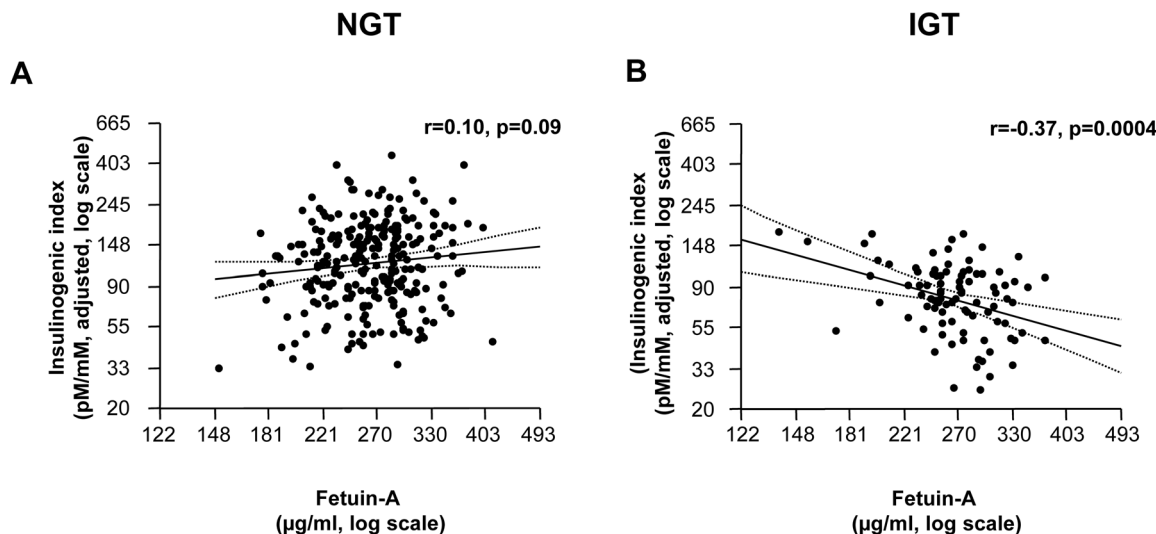 NGT
IGT
A
B
r=0.10, p=0.09
Insulinogenic index
(pM/mM, adjusted, log scale)
665
403
245
148
90
55
33
20
122 148 181 221 270 330 403 493
Fetuin-A
(µg/ml, log scale)
r=-0.37, p=0.0004
(Insulinogenic index
(pM/mM, adjusted, log scale)
665
403
245
148
90
55
33
20
122 148 181 221 270 330 403 493
Fetuin-A
(µg/ml, log scale)